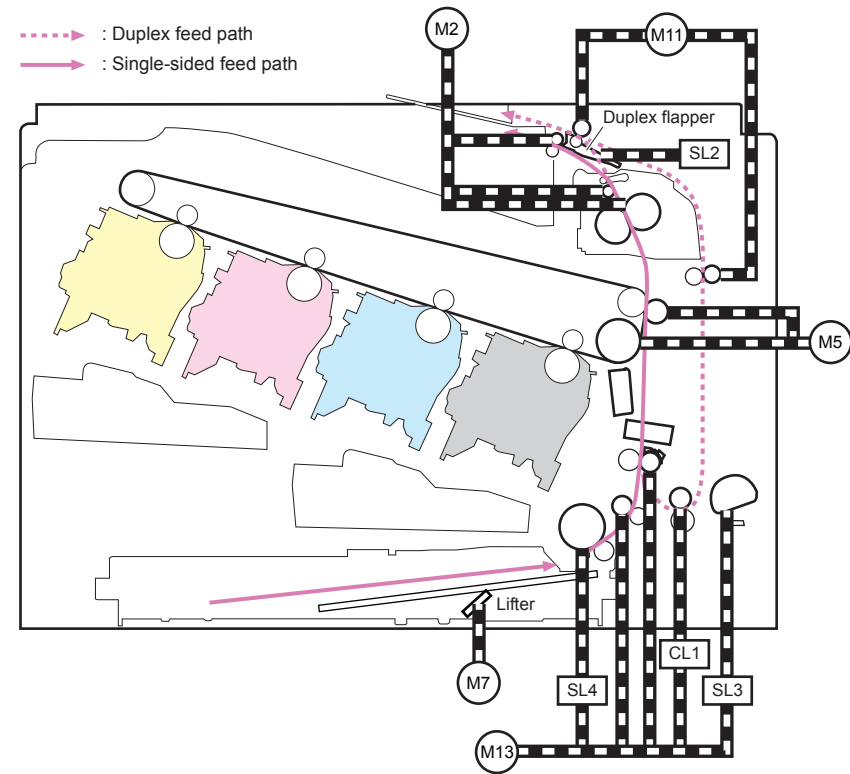 : Duplex feed path
: Single-sided feed path
M2
M11
Duplex flapper
SL2
M5
Lifter
M7
CL1
SL4
SL3
M13